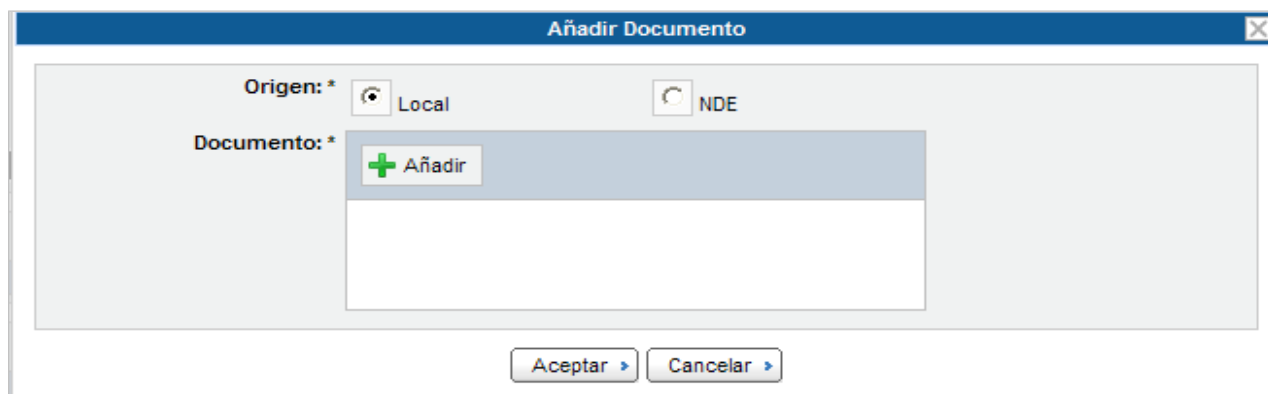 Añadir Documento
Origen: * Local NDE
Documento: * Añadir
Aceptar Cancelar